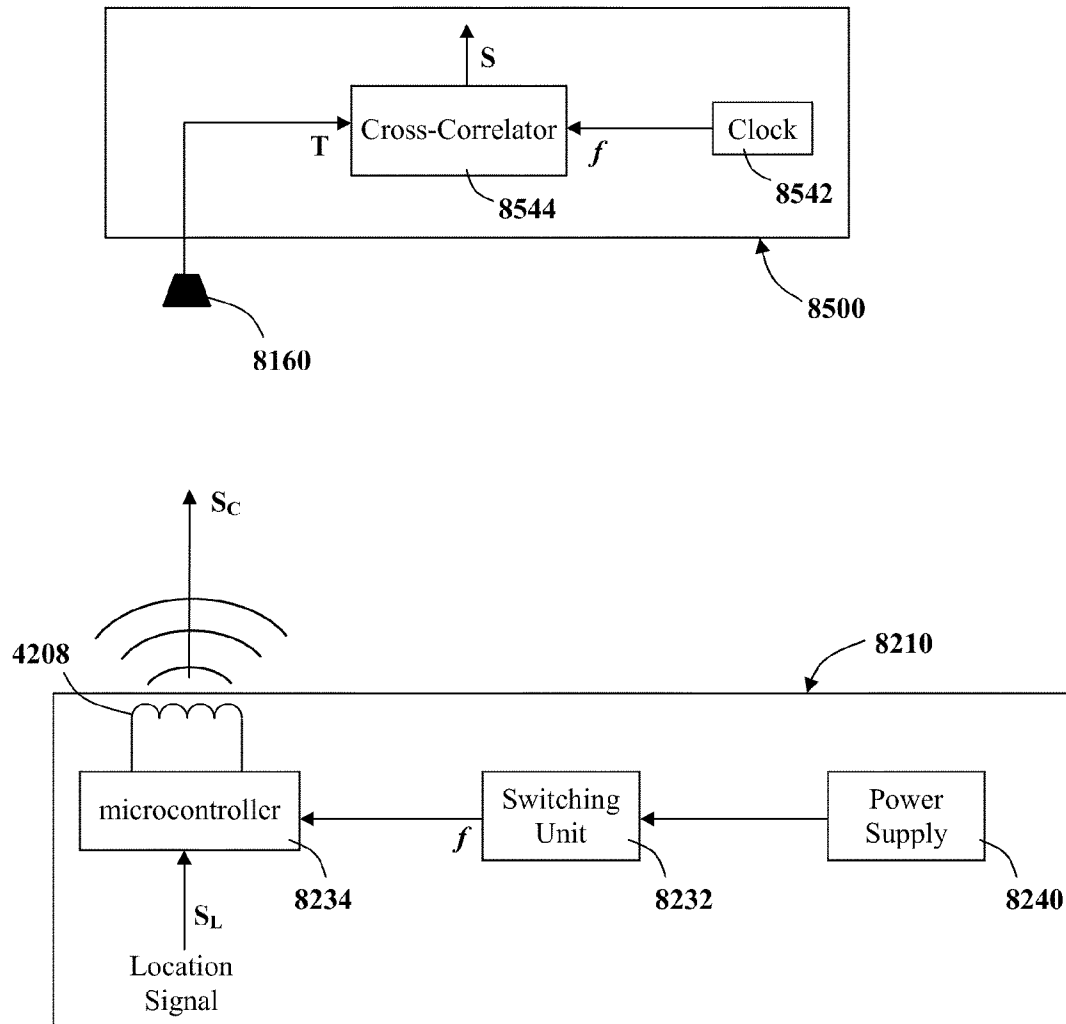 S
Cross-Correlator
Clock
T
f
8542
8544
8500
8160
S_C
4208
8210
microcontroller
Switching
Unit
Power
Supply
f
8234
8232
8240
S_L
Location
Signal